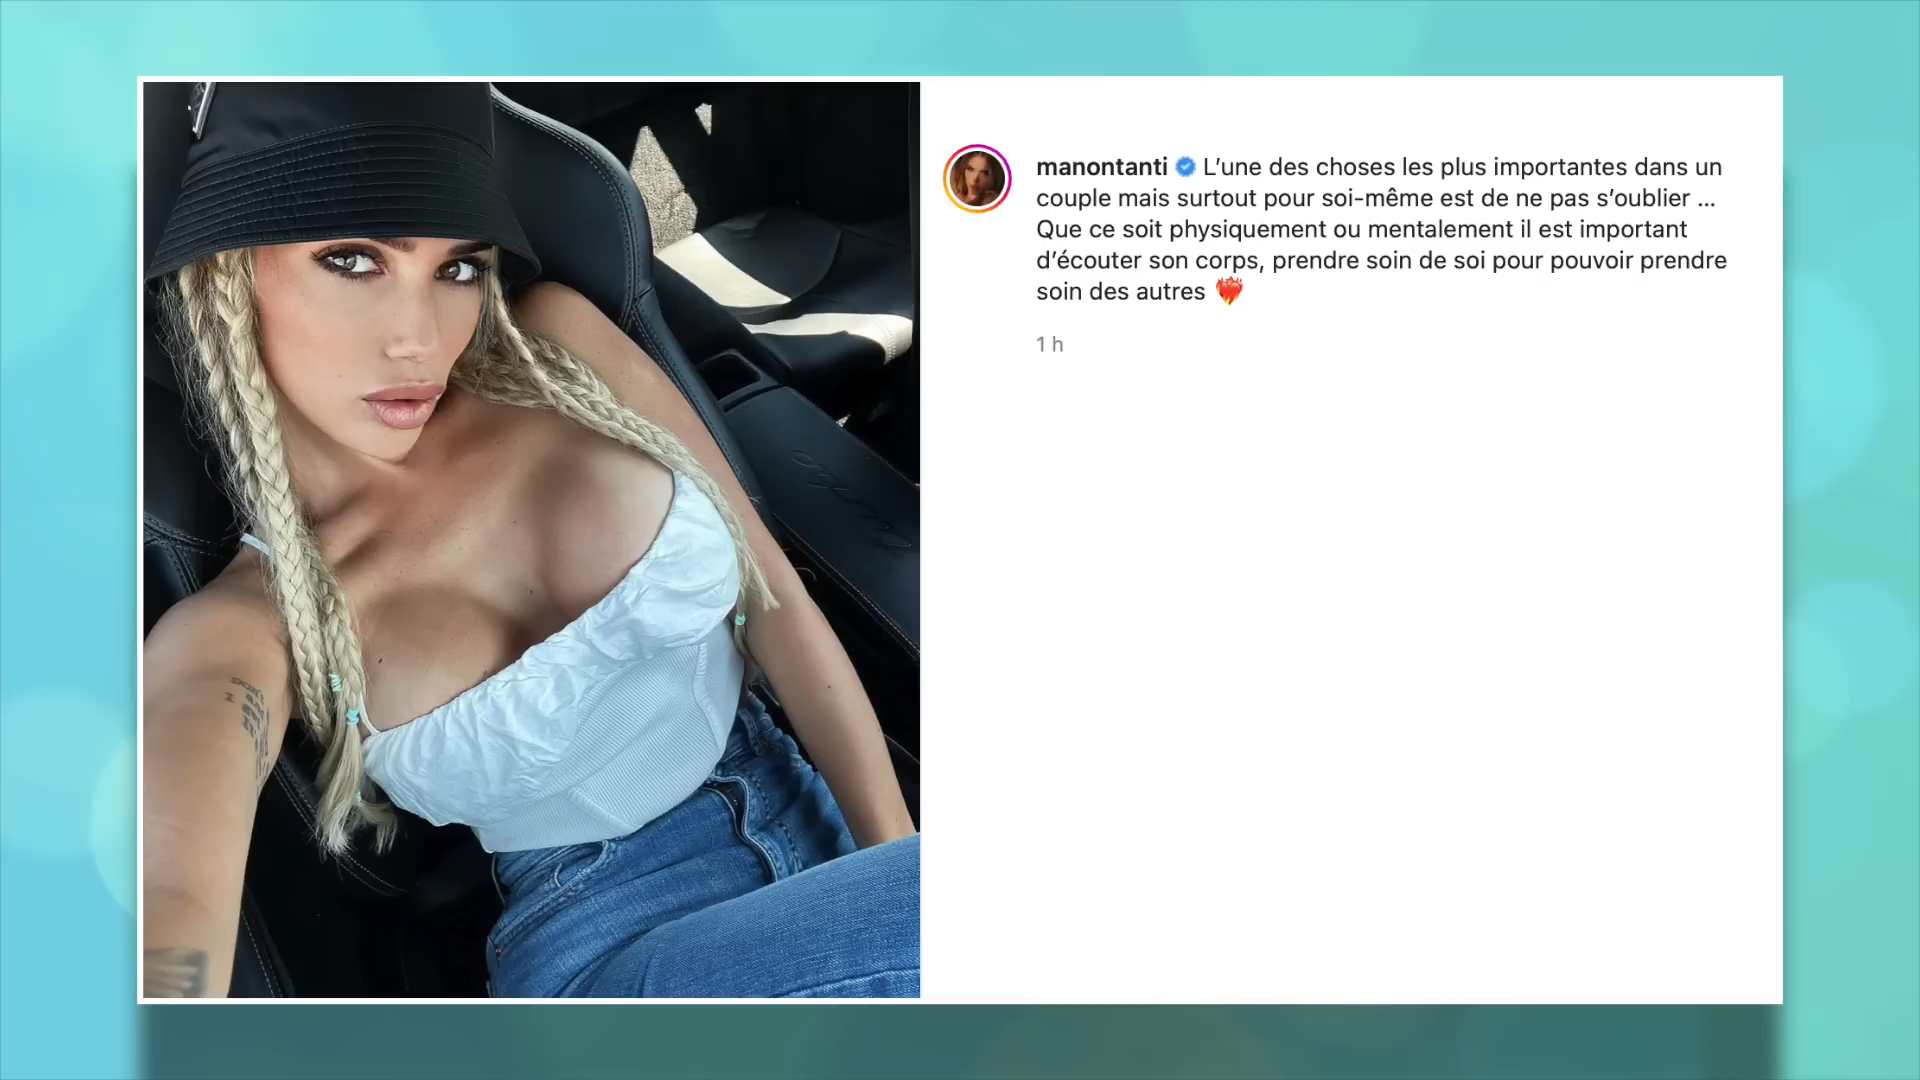 manontanti L’une des choses les plus importantes dans un
couple mais surtout pour soi-même est de ne pas s’oublier ...
Que ce soit physiquement ou mentalement il est important
d’écouter son corps, prendre soin de soi pour pouvoir prendre
soin des autres ❤️‍🔥
1 h